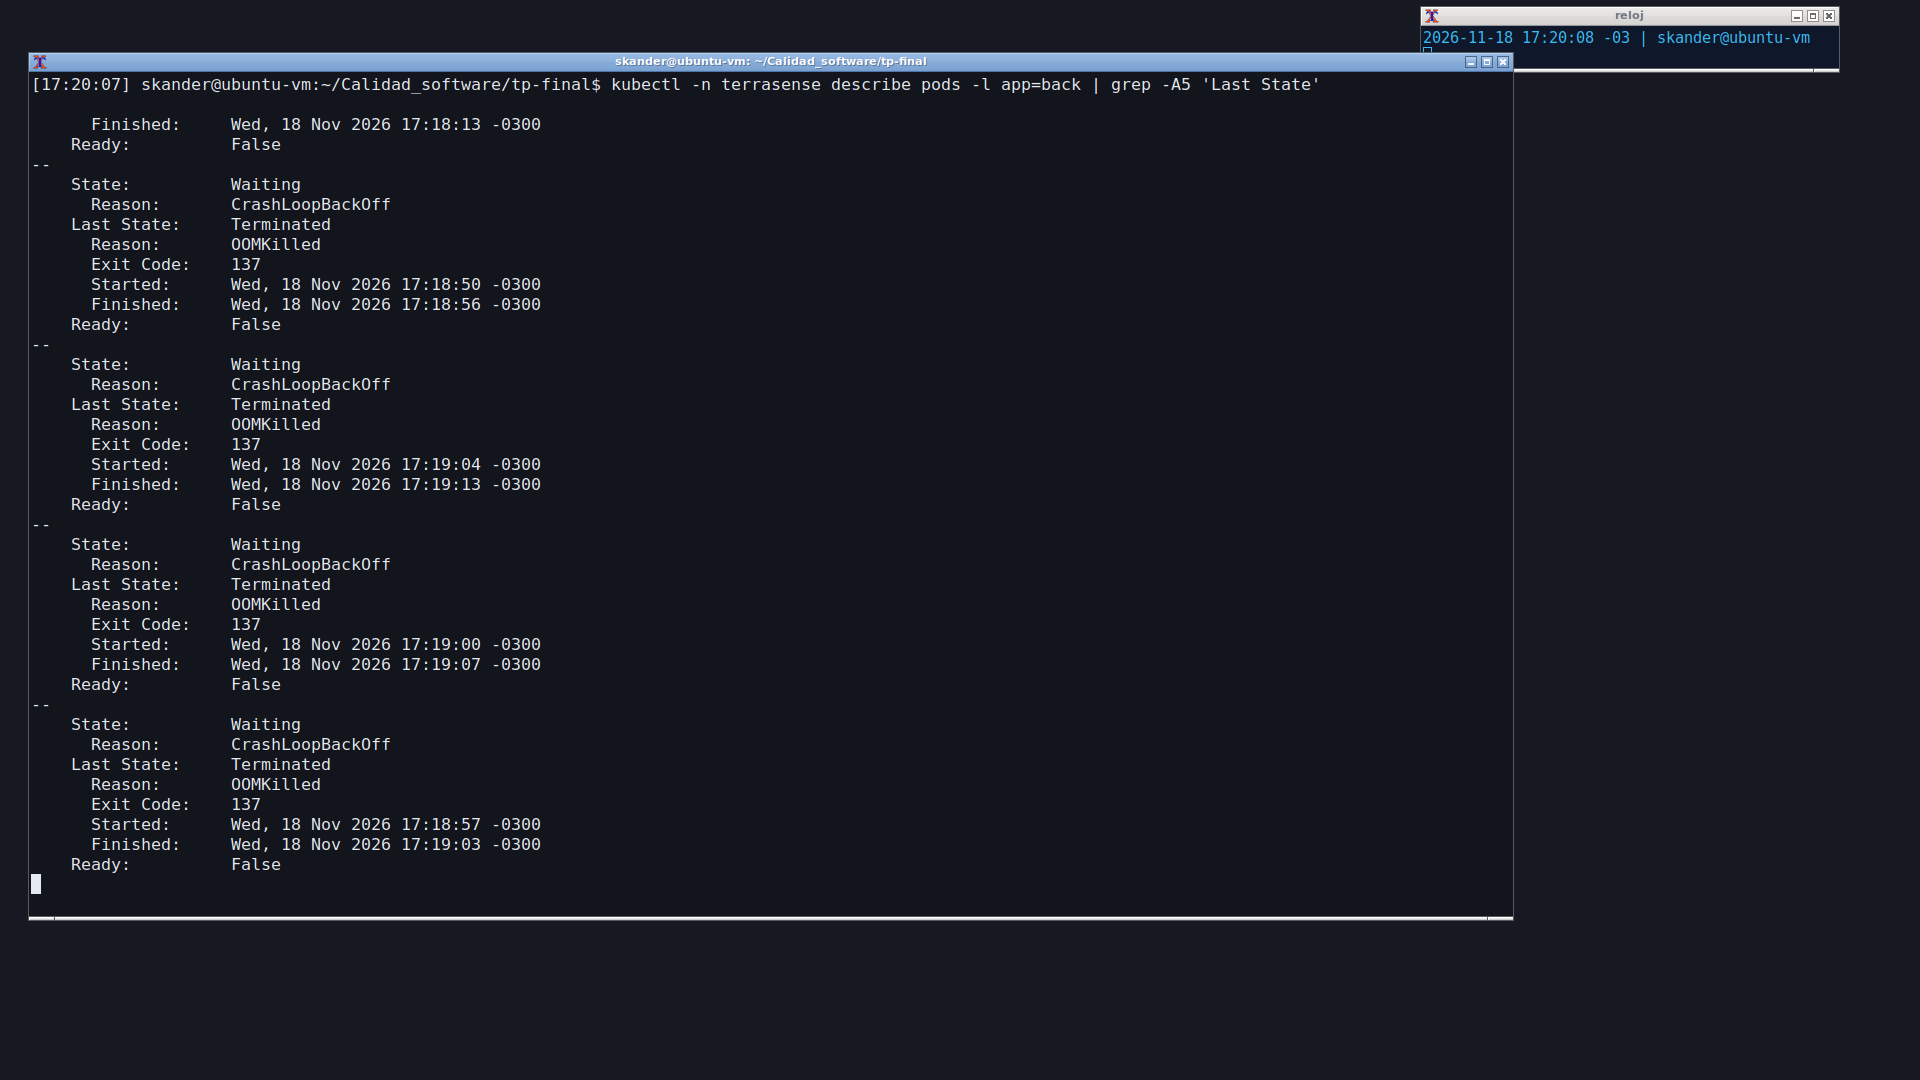 reloj
2026-11-18 17:20:08 -03 | skander@ubuntu-vm
skander@ubuntu-vm: ~/Calidad_software/tp-final
[17:20:07] skander@ubuntu-vm:~/Calidad_software/tp-final$ kubectl -n terrasense describe pods -l app=back | grep -A5 'Last State'
      Finished:     Wed, 18 Nov 2026 17:18:13 -0300
    Ready:          False
--
    State:          Waiting
      Reason:       CrashLoopBackOff
    Last State:     Terminated
      Reason:       OOMKilled
      Exit Code:    137
      Started:      Wed, 18 Nov 2026 17:18:50 -0300
      Finished:     Wed, 18 Nov 2026 17:18:56 -0300
    Ready:          False
--
    State:          Waiting
      Reason:       CrashLoopBackOff
    Last State:     Terminated
      Reason:       OOMKilled
      Exit Code:    137
      Started:      Wed, 18 Nov 2026 17:19:04 -0300
      Finished:     Wed, 18 Nov 2026 17:19:13 -0300
    Ready:          False
--
    State:          Waiting
      Reason:       CrashLoopBackOff
    Last State:     Terminated
      Reason:       OOMKilled
      Exit Code:    137
      Started:      Wed, 18 Nov 2026 17:19:00 -0300
      Finished:     Wed, 18 Nov 2026 17:19:07 -0300
    Ready:          False
--
    State:          Waiting
      Reason:       CrashLoopBackOff
    Last State:     Terminated
      Reason:       OOMKilled
      Exit Code:    137
      Started:      Wed, 18 Nov 2026 17:18:57 -0300
      Finished:     Wed, 18 Nov 2026 17:19:03 -0300
    Ready:          False